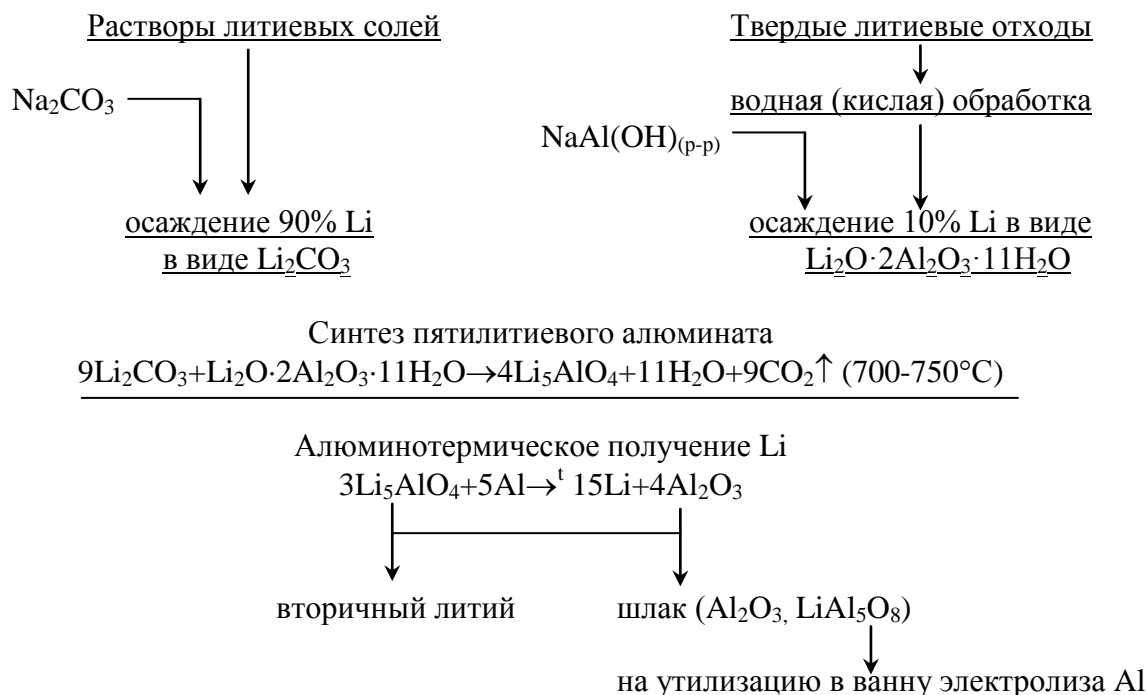 Растворы литиевых солей
Твердые литиевые отходы
Na₂CO₃
водная (кислая) обработка
NaAl(OH)₍ₚ₋ₚ₎
осаждение 90% Li
в виде Li₂CO₃
осаждение 10% Li в виде
Li₂O·2Al₂O₃·11H₂O
Синтез пятилитиевого алюмината
9Li₂CO₃+Li₂O·2Al₂O₃·11H₂O→4Li₅AlO₄+11H₂O+9CO₂↑ (700-750°C)
Алюминотермическое получение Li
3Li₅AlO₄+5Al→ᵗ 15Li+4Al₂O₃
вторичный литий
шлак (Al₂O₃, LiAl₅O₈)
на утилизацию в ванну электролиза Al